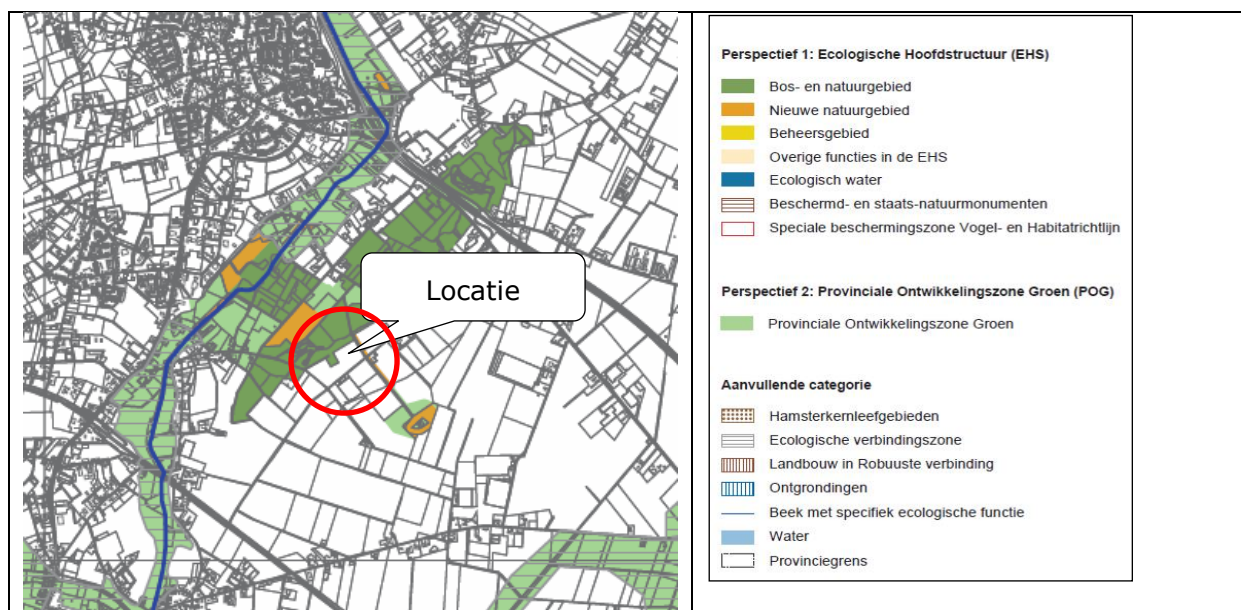 Locatie
Perspectief 1: Ecologische Hoofdstructuur (EHS)
Bos- en natuurgebied
Nieuwe natuurgebied
Beheersgebied
Overige functies in de EHS
Ecologisch water
Beschermd- en staats-natuurmonumenten
Speciale beschermingszone Vogel- en Habitatrichtlijn
Perspectief 2: Provinciale Ontwikkelingszone Groen (POG)
Provinciale Ontwikkelingszone Groen
Aanvullende categorie
Hamsterkernleefgebieden
Ecologische verbindingszone
Landbouw in Robuuste verbinding
Ontgrondingen
Beek met specifiek ecologische functie
Water
Provinciegrens